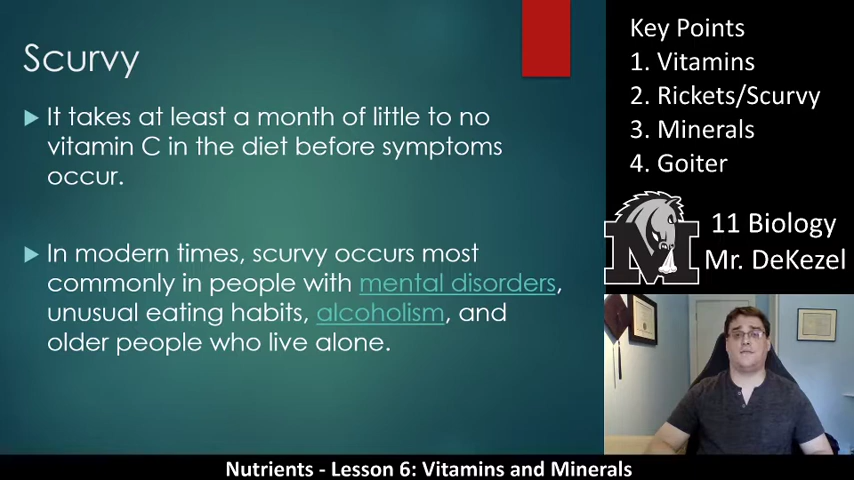 Scurvy
It takes at least a month of little to no
vitamin C in the diet before symptoms
occur.
In modern times, scurvy occurs most
commonly in people with mental disorders,
unusual eating habits, alcoholism, and
older people who live alone.
Key Points
1. Vitamins
2. Rickets/Scurvy
3. Minerals
4. Goiter
M
11 Biology
Mr. DeKezel
Nutrients - Lesson 6: Vitamins and Minerals